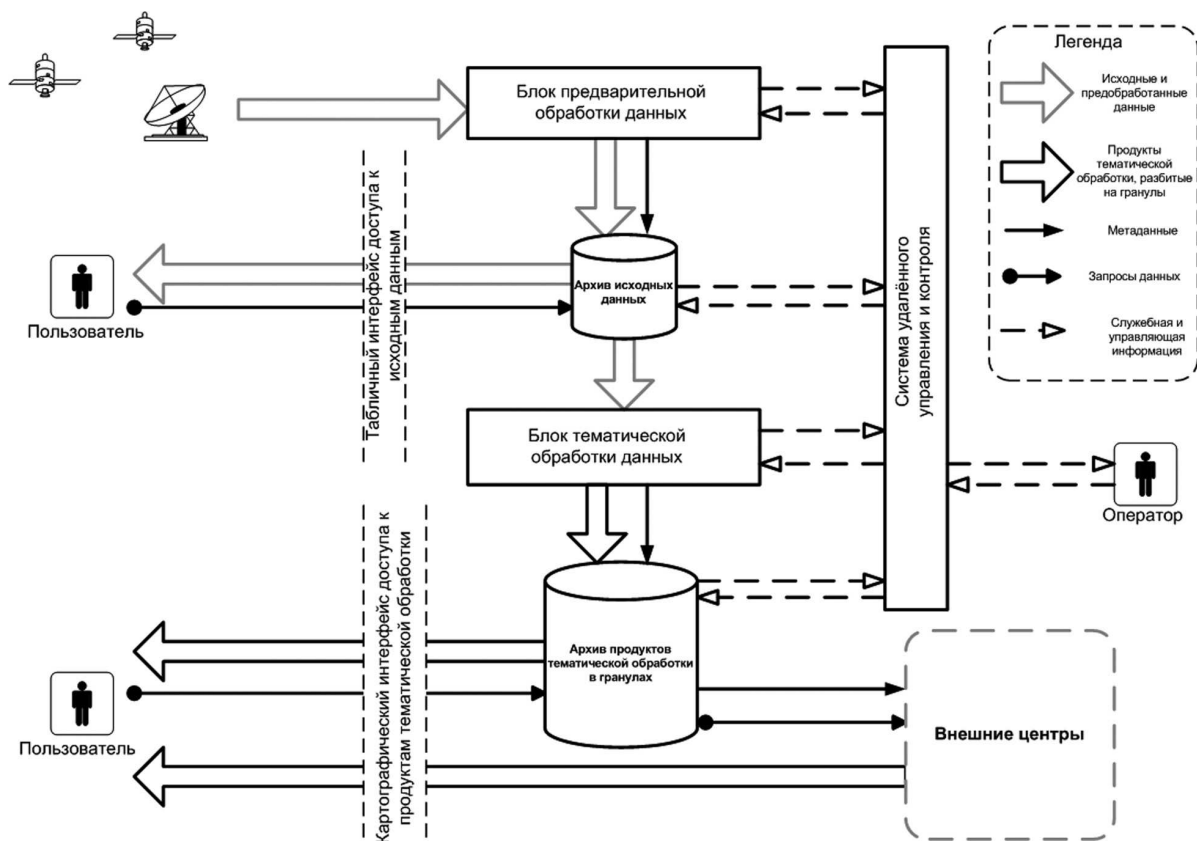 Блок предварительной
обработки данных
Легенда
Исходные и
предобработанные
данные
Продукты
тематической
обработки, разбитые
на гранулы
Метаданные
Запросы данных
Служебная и
управляющая
информация
Табличный интерфейс доступа к
исходным данным
Пользователь
Архив исходных
данных
Система удалённого
управления и контроля
Блок тематической
обработки данных
Оператор
Картографический интерфейс доступа к
продуктам тематической обработки
Архив продуктов
тематической обработки
в гранулах
Пользователь
Внешние центры